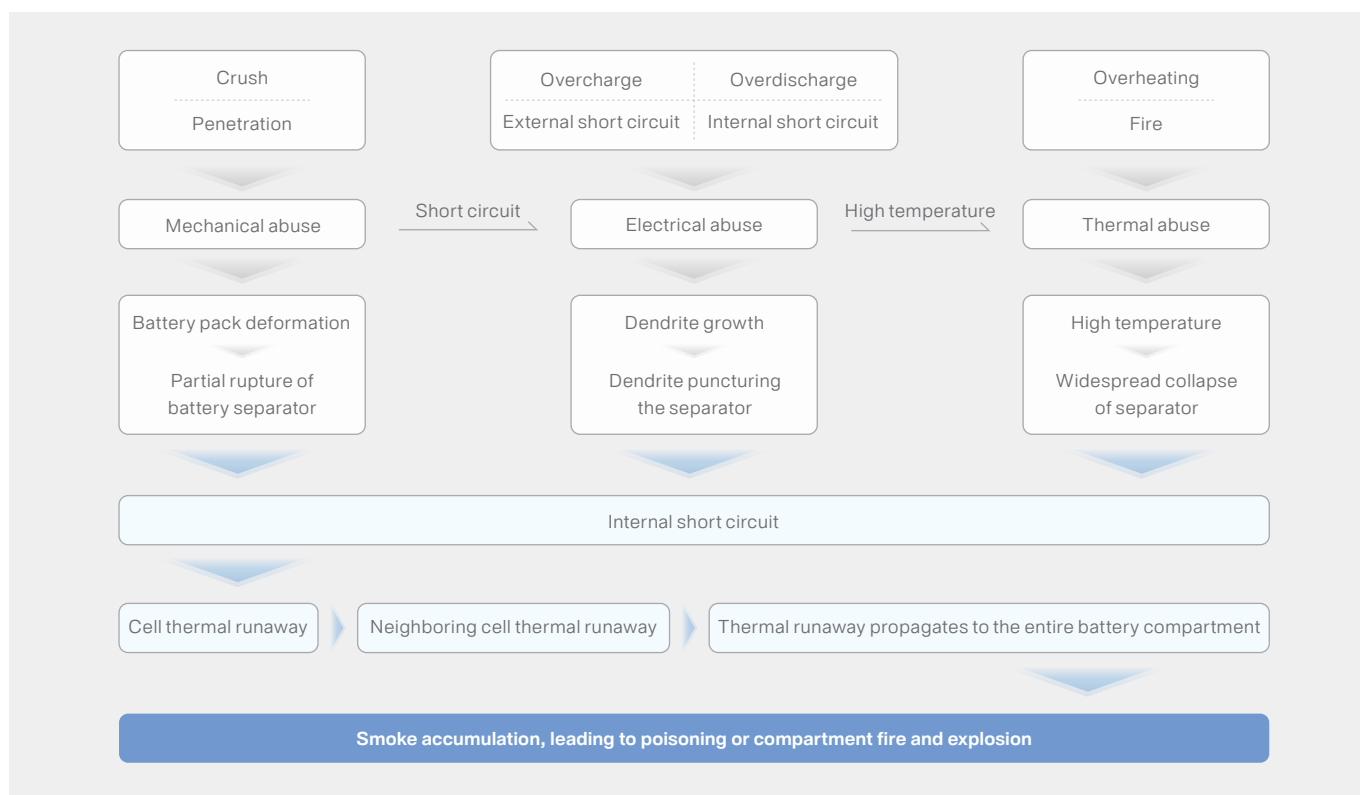 Crush
Penetration
Overcharge
Overdischarge
External short circuit
Internal short circuit
Overheating
Fire
Mechanical abuse
Short circuit
Electrical abuse
High temperature
Thermal abuse
Battery pack deformation
Partial rupture of
battery separator
Dendrite growth
Dendrite puncturing
the separator
High temperature
Widespread collapse
of separator
Internal short circuit
Cell thermal runaway
Neighboring cell thermal runaway
Thermal runaway propagates to the entire battery compartment
Smoke accumulation, leading to poisoning or compartment fire and explosion